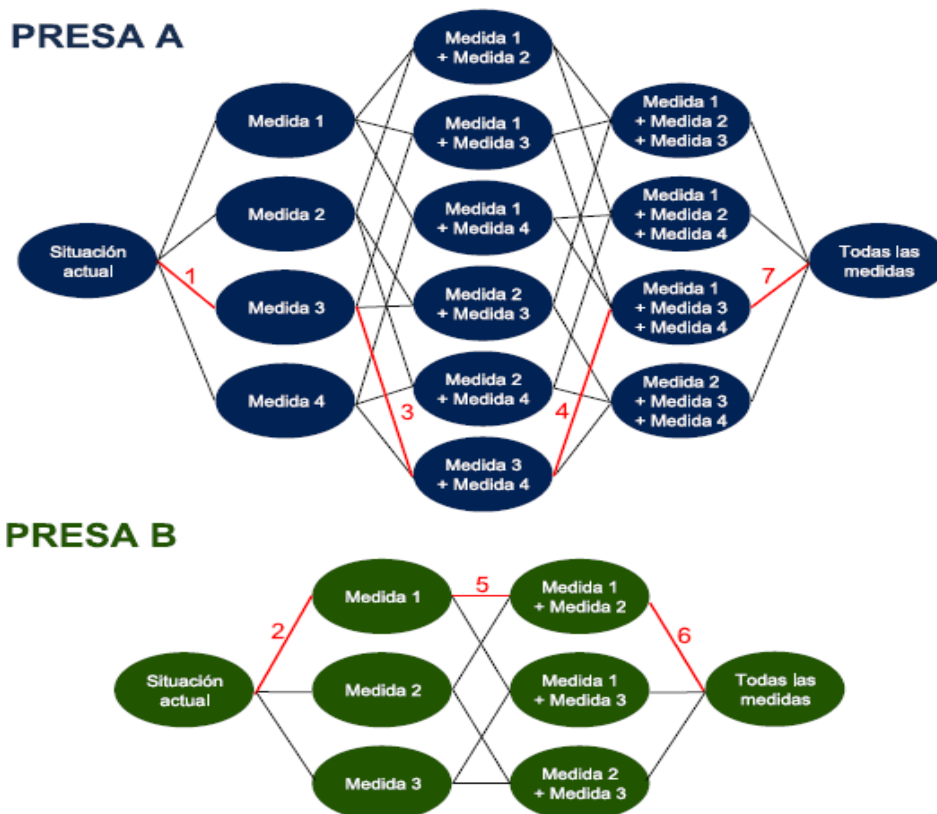 PRESA A
Situación
actual
1
Medida 1
Medida 2
Medida 3
Medida 4
3
Medida 1
+ Medida 2
Medida 1
+ Medida 3
Medida 1
+ Medida 4
Medida 2
+ Medida 3
Medida 2
+ Medida 4
Medida 3
+ Medida 4
4
Medida 1
+ Medida 2
+ Medida 3
Medida 1
+ Medida 2
+ Medida 4
Medida 1
+ Medida 3
+ Medida 4
Medida 2
+ Medida 3
+ Medida 4
7
Todas las
medidas
PRESA B
Situación
actual
2
Medida 1
Medida 2
Medida 3
5
Medida 1
+ Medida 2
Medida 1
+ Medida 3
Medida 2
+ Medida 3
6
Todas las
medidas